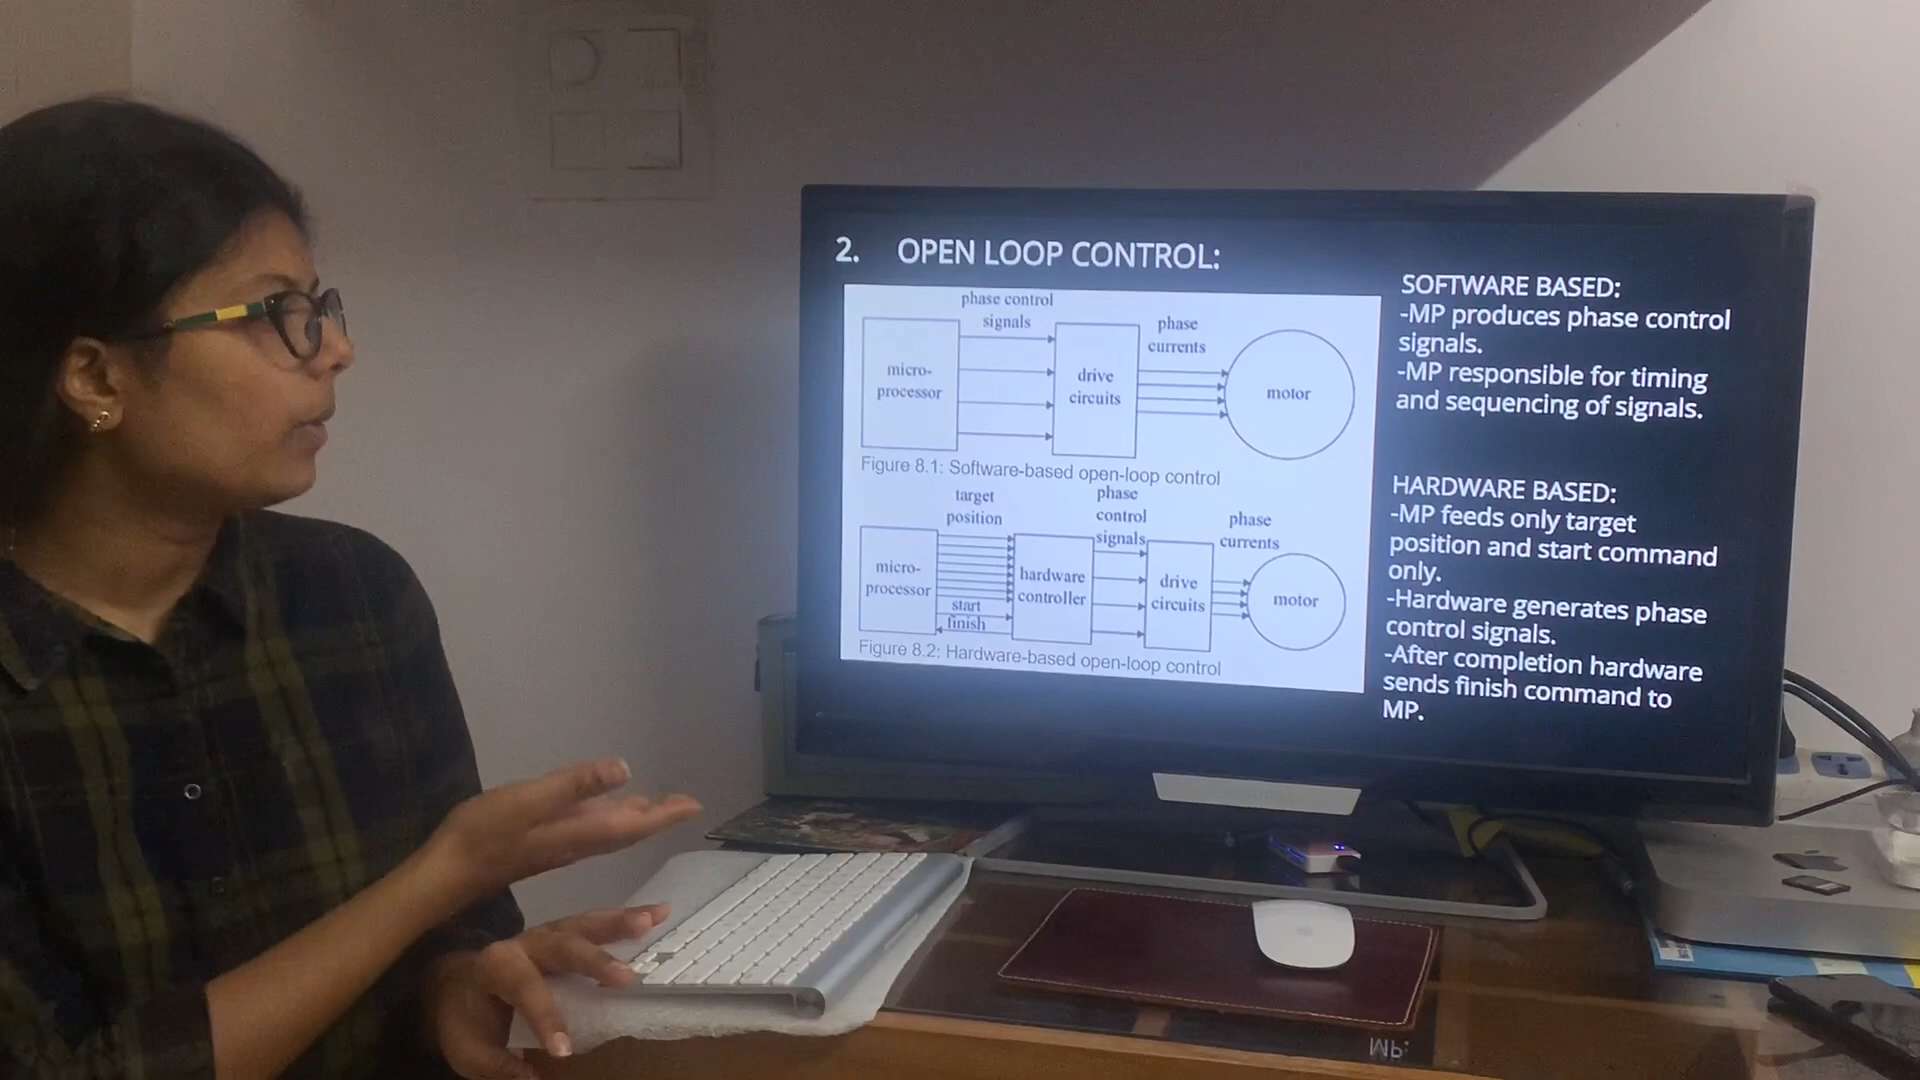 2. OPEN LOOP CONTROL:
phase control
signals
phase
currents
micro-
processor
drive
circuits
motor
Figure 8.1: Software-based open-loop control
target
position
phase
control
signals
phase
currents
micro-
processor
hardware
controller
drive
circuits
motor
start
finish
Figure 8.2: Hardware-based open-loop control
SOFTWARE BASED:
-MP produces phase control
signals.
-MP responsible for timing
and sequencing of signals.
HARDWARE BASED:
-MP feeds only target
position and start command
only.
-Hardware generates phase
control signals.
-After completion hardware
sends finish command to
MP.